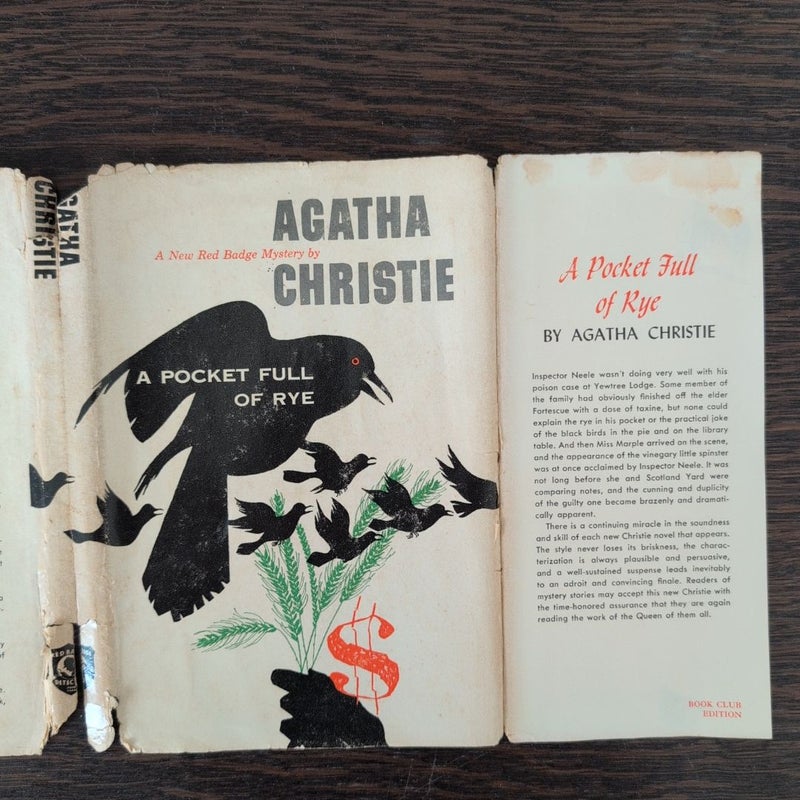 AGATHA
CHRISTIE
A New Red Badge Mystery by
AGATHA
CHRISTIE
A POCKET FULL
OF RYE
A Pocket Full
of Rye
BY AGATHA CHRISTIE
Inspector Neele wasn't doing very well with his
poison case at Yewtree Lodge. Some member of
the family had obviously finished off the elder
Fortescue with a dose of taxine, but none could
explain the rye in his pocket or the practical joke
of the black birds in the pie and on the library
table. And then Miss Marple arrived on the scene,
and the appearance of the vinegary little spinster
was at once acclaimed by Inspector Neele. It was
not long before she and Scotland Yard were
comparing notes, and the cunning and duplicity
of the guilty one became brazenly and dramati-
cally apparent.
There is a continuing miracle in the soundness
and skill of each new Christie novel that appears.
The style never loses its briskness, the charac-
terization is always plausible and persuasive,
and a well-sustained suspense leads inevitably
to an adroit and convincing finale. Readers of
mystery stories may accept this new Christie with
the time-honored assurance that they are again
reading the work of the Queen of them all.
BOOK CLUB
EDITION